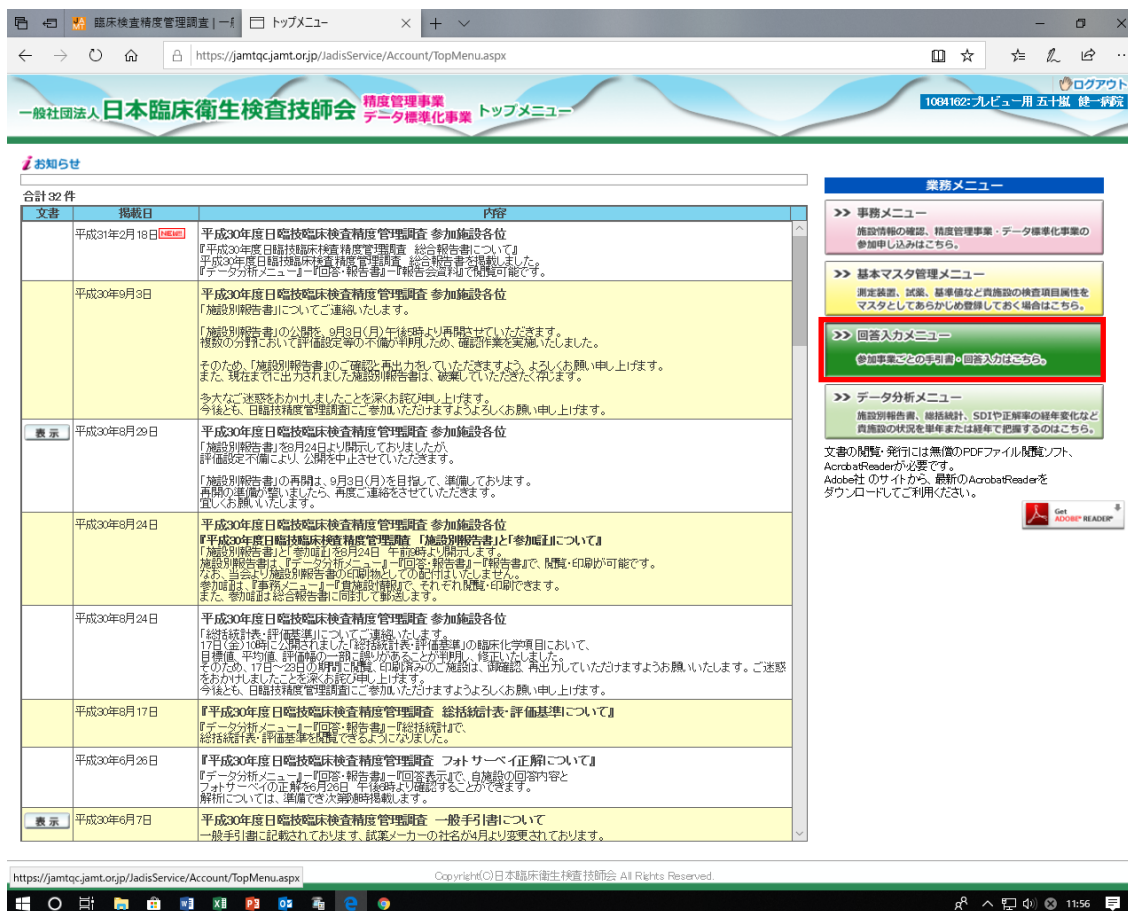 臨床検査精度管理調査 | 一般
トップメニュー
https://jamtqc.jamt.or.jp/JadisService/Account/TopMenu.aspx
一般社団法人 日本臨床衛生検査技師会 精度管理事業 データ標準化事業 トップメニュー
ログアウト
1084162:プレビュー用 五十嵐 健一病院
お知らせ
合計 32 件
文書 掲載日 内容
平成31年2月18日 NEW!! 平成30年度日臨技臨床検査精度管理調査 参加施設各位
『平成30年度日臨技臨床検査精度管理調査 総合報告書について』
平成30年度日臨技臨床検査精度管理調査 総合報告書を掲載しました。
『データ分析メニュー』－『回答・報告書』－『報告会資料』で閲覧可能です。
平成30年9月3日 平成30年度日臨技臨床検査精度管理調査 参加施設各位
「施設別報告書」についてご連絡いたします。
「施設別報告書」の公開を、9月3日(月)午後5時より再開させていただきます。
複数の分野において評価設定等の不備が判明したため、確認作業を実施いたしました。
そのため、「施設別報告書」のご確認と再出力をしていただきますよう、よろしくお願い申し上げます。
また、現在までに出力されました施設別報告書は、破棄していただきたく存じます。
多大なご迷惑をおかけしましたことを深くお詫び申し上げます。
今後とも、日臨技精度管理調査にご参加いただけますようよろしくお願い申し上げます。
表示 平成30年8月29日 平成30年度日臨技臨床検査精度管理調査 参加施設各位
「施設別報告書」を8月24日より開示しておりましたが、
評価設定不備により、公開を中止させていただきます。
「施設別報告書」の再開は、9月3日(月)を目指して、準備しております。
再開の準備が整いましたら、再度ご連絡をさせていただきます。
宜しくお願いいたします。
平成30年8月24日 平成30年度日臨技臨床検査精度管理調査 参加施設各位
『平成30年度日臨技臨床検査精度管理調査 「施設別報告書」と「参加証」について』
「施設別報告書」と「参加証」を8月24日 午前9時より開示します。
施設別報告書は、『データ分析メニュー』－『回答・報告書』－『報告書』で、閲覧・印刷が可能です。
なお、当会より施設別報告書の印刷物としての配付はいたしません。
参加証は、『事務メニュー』－『自施設情報』で、それぞれ閲覧・印刷できます。
また、参加証は総合報告書に同封して郵送します。
平成30年8月24日 平成30年度日臨技臨床検査精度管理調査 参加施設各位
「総括統計表・評価基準」についてご連絡いたします。
17日(金)10時に公開されました「総括統計表・評価基準」の臨床化学項目において、
目標値、平均値、評価幅の一部に誤りがあることが判明し、修正いたしました。
そのため、17日～23日の期間に閲覧、印刷済みのご施設は、御確認、再出力していただけますようお願いいたします。ご迷惑
をおかけしましたことを深くお詫び申し上げます。
今後とも、日臨技精度管理調査にご参加いただけますようよろしくお願い申し上げます。
平成30年8月17日 『平成30年度日臨技臨床検査精度管理調査 総括統計表・評価基準について』
『データ分析メニュー』－『回答・報告書』－『総括統計』で、
総括統計表・評価基準を閲覧できるようになりました。
平成30年6月26日 『平成30年度日臨技臨床検査精度管理調査 フォトサーベイ正解について』
『データ分析メニュー』－『回答・報告書』－『回答表示』で、自施設の回答内容と
フォトサーベイの正解を6月26日 午後6時より確認することができます。
解析については、準備でき次第随時掲載します。
表示 平成30年6月7日 平成30年度日臨技臨床検査精度管理調査 一般手引書について
一般手引書に記載されております、試薬メーカーの社名が4月より変更されております。
業務メニュー
>> 事務メニュー
施設情報の確認、精度管理事業・データ標準化事業の
参加申し込みはこちら。
>> 基本マスタ管理メニュー
測定装置、試薬、基準値など貴施設の検査項目属性を
マスタとしてあらかじめ登録しておく場合はこちら。
>> 回答入力メニュー
参加事業ごとの手引書・回答入力はこちら。
>> データ分析メニュー
施設別報告書、総括統計、SDIや正解率の経年変化など
貴施設の状況を単年または経年で把握するのはこちら。
文書の閲覧・発行には無償のPDFファイル閲覧ソフト、
AcrobatReaderが必要です。
Adobe社 のサイトから、最新のAcrobatReaderを
ダウンロードしてご利用ください。
Get
ADOBE® READER®
https://jamtqc.jamt.or.jp/JadisService/Account/TopMenu.aspx
Copyright(C)日本臨床衛生検査技師会 All Rights Reserved.
11:56